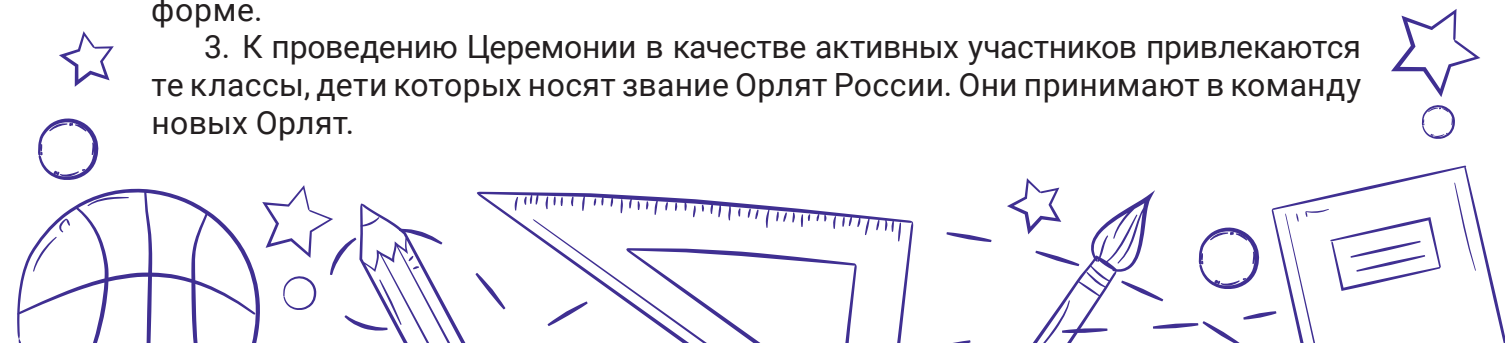 форме.
3. К проведению Церемонии в качестве активных участников привлекаются
те классы, дети которых носят звание Орлят России. Они принимают в команду
новых Орлят.